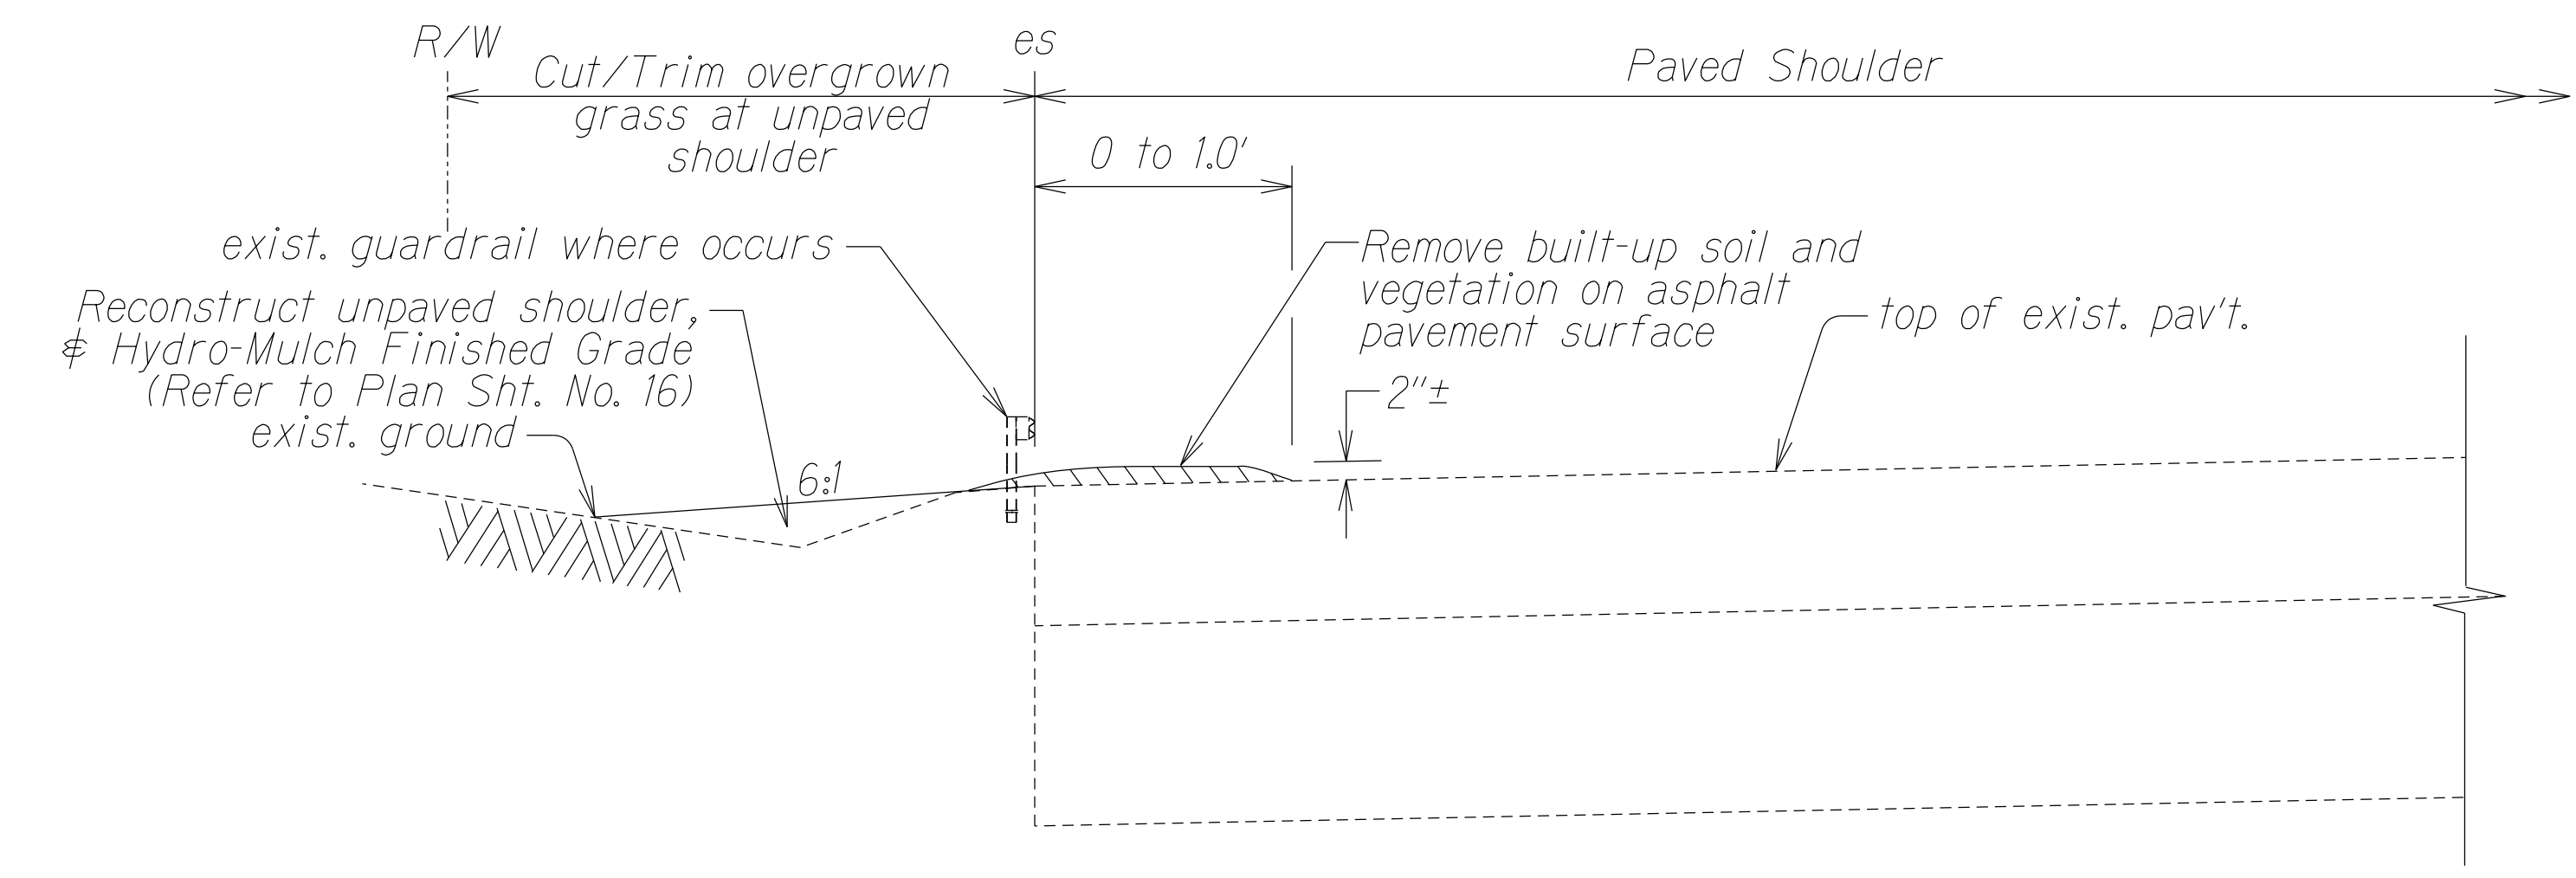 R/W
es
Cut/Trim overgrown
grass at unpaved
shoulder
Paved Shoulder
0 to 1.0'
exist. guardrail where occurs
Remove built-up soil and
vegetation on asphalt
pavement surface
top of exist. pav't.
Reconstruct unpaved shoulder,
& Hydro-Mulch Finished Grade
(Refer to Plan Sht. No. 16)
exist. ground
2"±
6:1